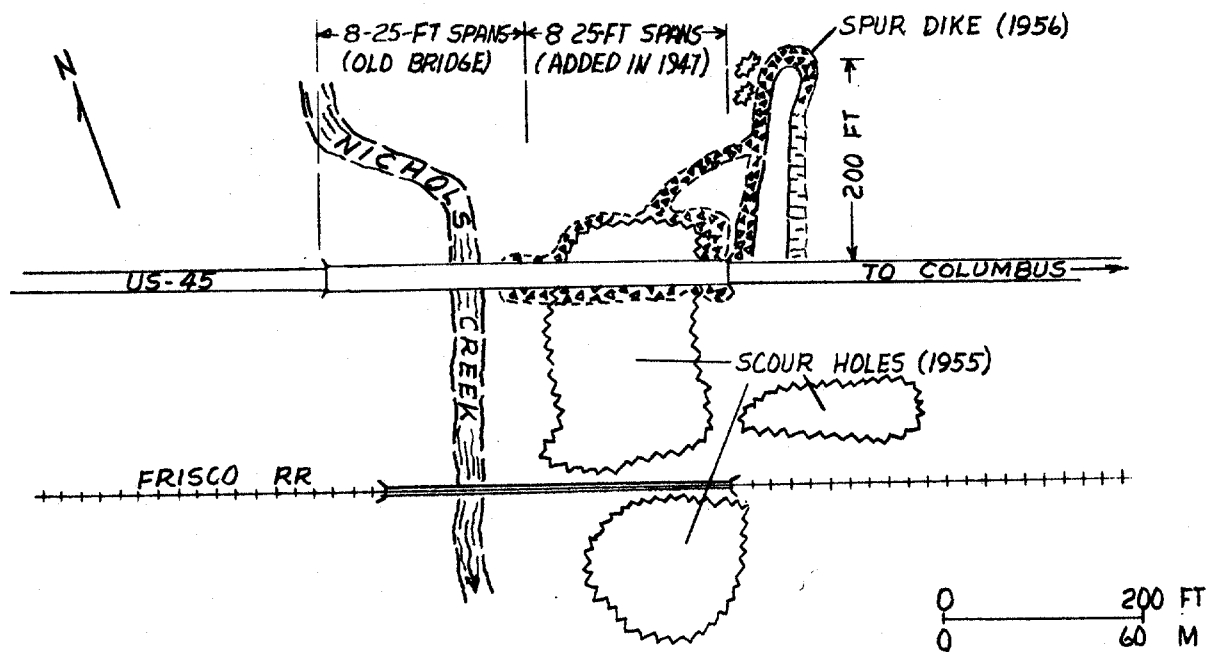 8-25-FT SPANS
(OLD BRIDGE)
8 25-FT SPANS
(ADDED IN 1947)
SPUR DIKE (1956)
N
200 FT
NICHOLS
CREEK
US-45
TO COLUMBUS
SCOUR HOLES (1955)
FRISCO RR
0 200 FT
0 60 M